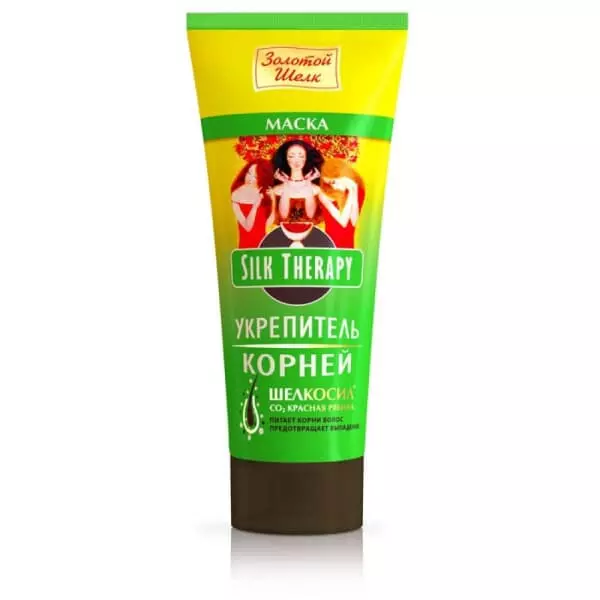 Золотой
Шелк
МАСКА
SILK THERAPY
УКРЕПИТЕЛЬ
КОРНЕЙ
ШЕЛКОСИЛ®
CO₂ КРАСНАЯ РЯБИНА
ПИТАЕТ КОРНИ ВОЛОС
ПРЕДОТВРАЩАЕТ ВЫПАДЕНИЕ